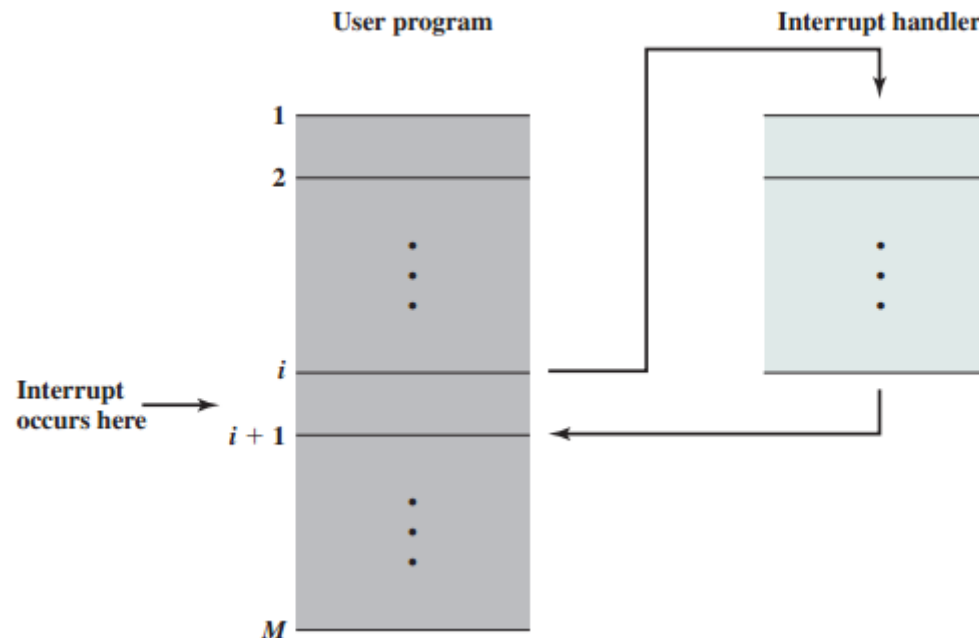 User program
Interrupt handler
1
2
i
Interrupt
occurs here
i + 1
M